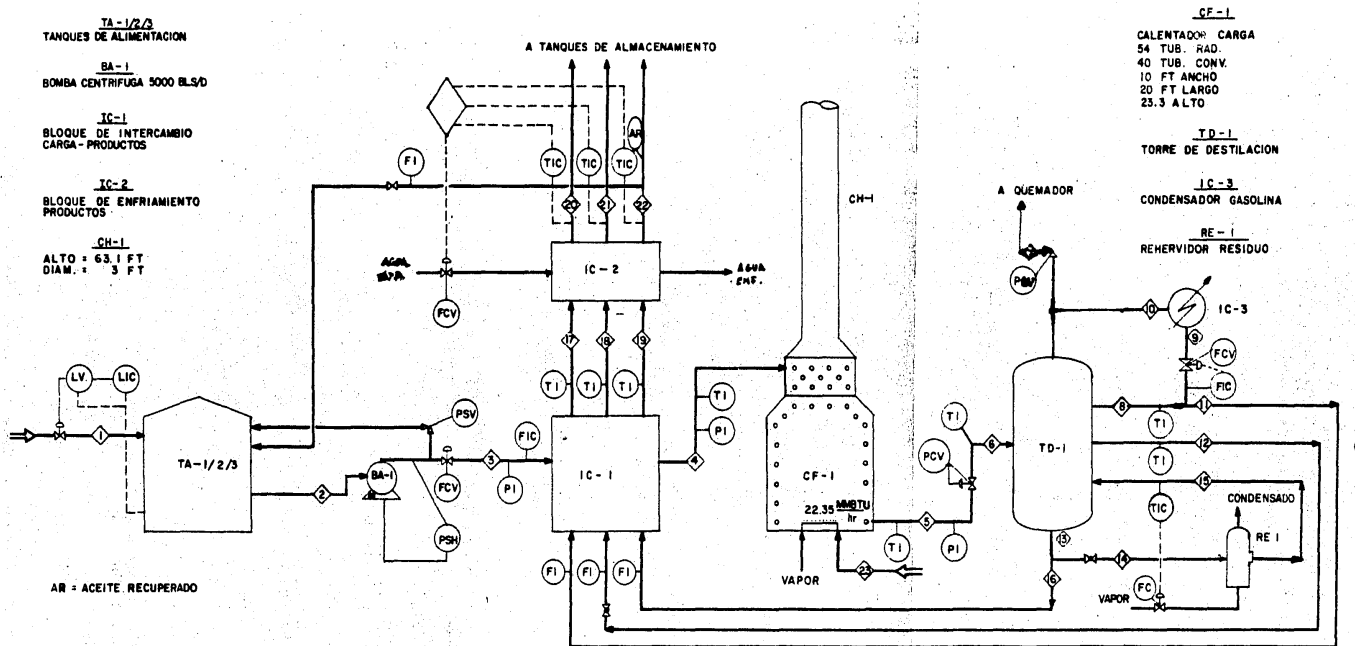 TA-1/2/3
TANQUES DE ALIMENTACION
BA-1
BOMBA CENTRIFUGA 5000 BLS/D
IC-1
BLOQUE DE INTERCAMBIO
CARGA-PRODUCTOS
IC-2
BLOQUE DE ENFRIAMIENTO
PRODUCTOS
CH-1
ALTO = 63.1 FT
DIAM. = 3 FT
A TANQUES DE ALMACENAMIENTO
CF-1
CALENTADOR CARGA
54 TUB. RAD.
40 TUB. CONV.
10 FT ANCHO
20 FT LARGO
23.3 ALTO
TD-1
TORRE DE DESTILACION
IC-3
CONDENSADOR GASOLINA
RE-1
REHERVIDOR RESIDUO
AR
FI
TIC
TIC
TIC
20
21
22
CH-1
A QUEMADOR
PSV
10
IC-3
9
FCV
FIC
AGUA
IC-2
AGUA
ENF.
FCV
17
18
19
TI
TI
TI
LV.
LIC
1
TA-1/2/3
2
PSV
BA-1
FCV
3
FIC
PI
PSH
IC-1
4
TI
PI
CF-1
22.35 MMBTU
hr
VAPOR
23
TI
5
PI
PCV
TI
6
TD-1
8
TI
11
12
TI
15
TIC
CONDENSADO
RE 1
13
14
16
FC
VAPOR
FI
FI
FI
AR = ACEITE RECUPERADO